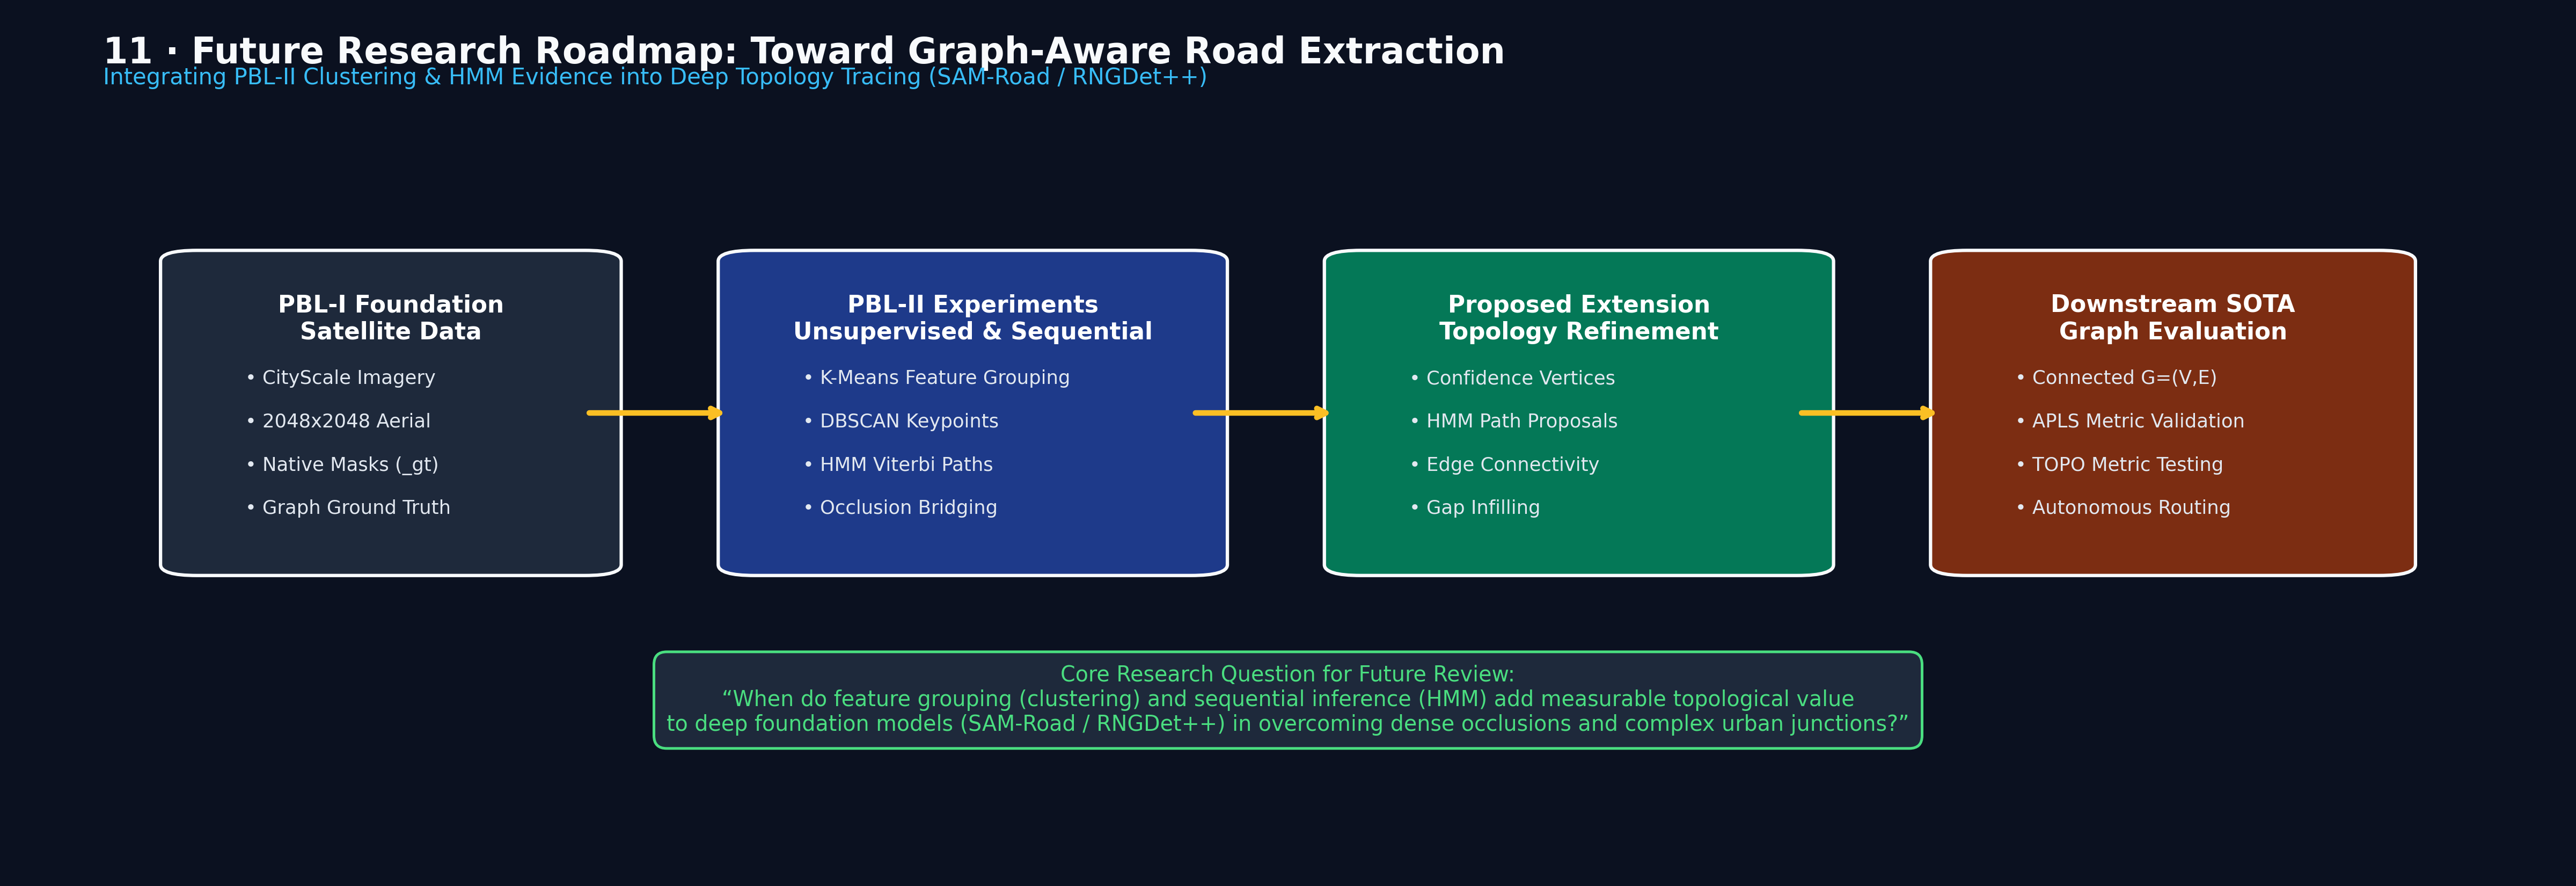 11 · Future Research Roadmap: Toward Graph-Aware Road Extraction
Integrating PBL-II Clustering & HMM Evidence into Deep Topology Tracing (SAM-Road / RNGDet++)
PBL-I Foundation
Satellite Data
• CityScale Imagery
• 2048x2048 Aerial
• Native Masks (_gt)
• Graph Ground Truth
PBL-II Experiments
Unsupervised & Sequential
• K-Means Feature Grouping
• DBSCAN Keypoints
• HMM Viterbi Paths
• Occlusion Bridging
Proposed Extension
Topology Refinement
• Confidence Vertices
• HMM Path Proposals
• Edge Connectivity
• Gap Infilling
Downstream SOTA
Graph Evaluation
• Connected G=(V,E)
• APLS Metric Validation
• TOPO Metric Testing
• Autonomous Routing
Core Research Question for Future Review:
“When do feature grouping (clustering) and sequential inference (HMM) add measurable topological value
to deep foundation models (SAM-Road / RNGDet++) in overcoming dense occlusions and complex urban junctions?”